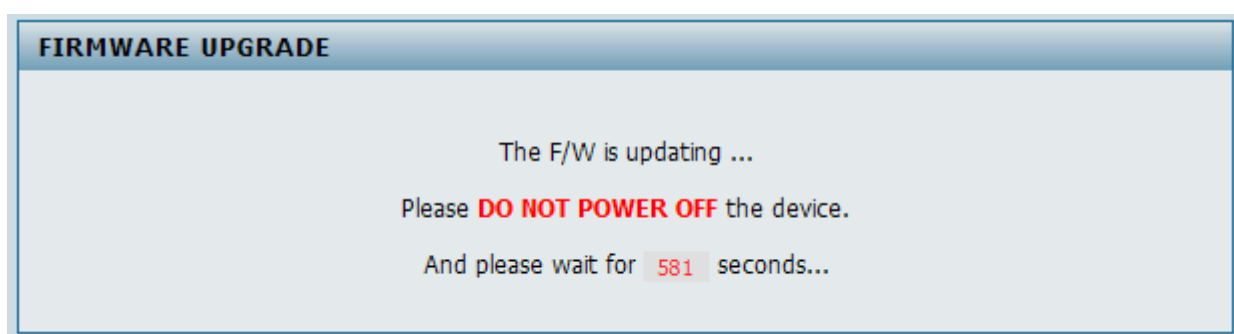 FIRMWARE UPGRADE
The F/W is updating ...
Please DO NOT POWER OFF the device.
And please wait for 581 seconds...